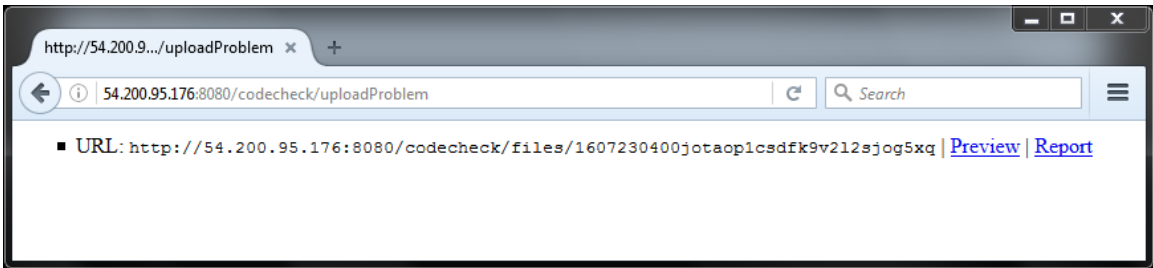 http://54.200.9.../uploadProblem × +
54.200.95.176:8080/codecheck/uploadProblem Search
URL: http://54.200.95.176:8080/codecheck/files/1607230400jotaop1csdfk9v2l2sjog5xq | Preview | Report